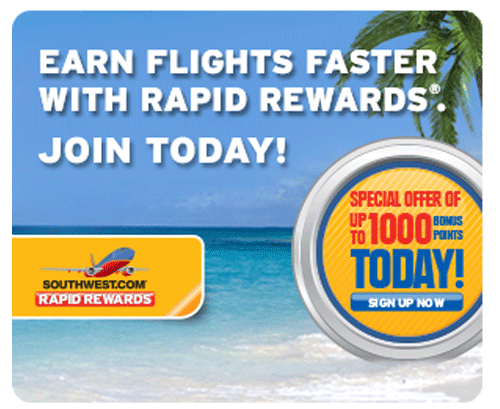 EARN FLIGHTS FASTER
WITH RAPID REWARDS®.
JOIN TODAY!
SPECIAL OFFER OF
UP TO 1000 BONUS POINTS
TODAY!
SIGN UP NOW
SOUTHWEST.COM
RAPID REWARDS